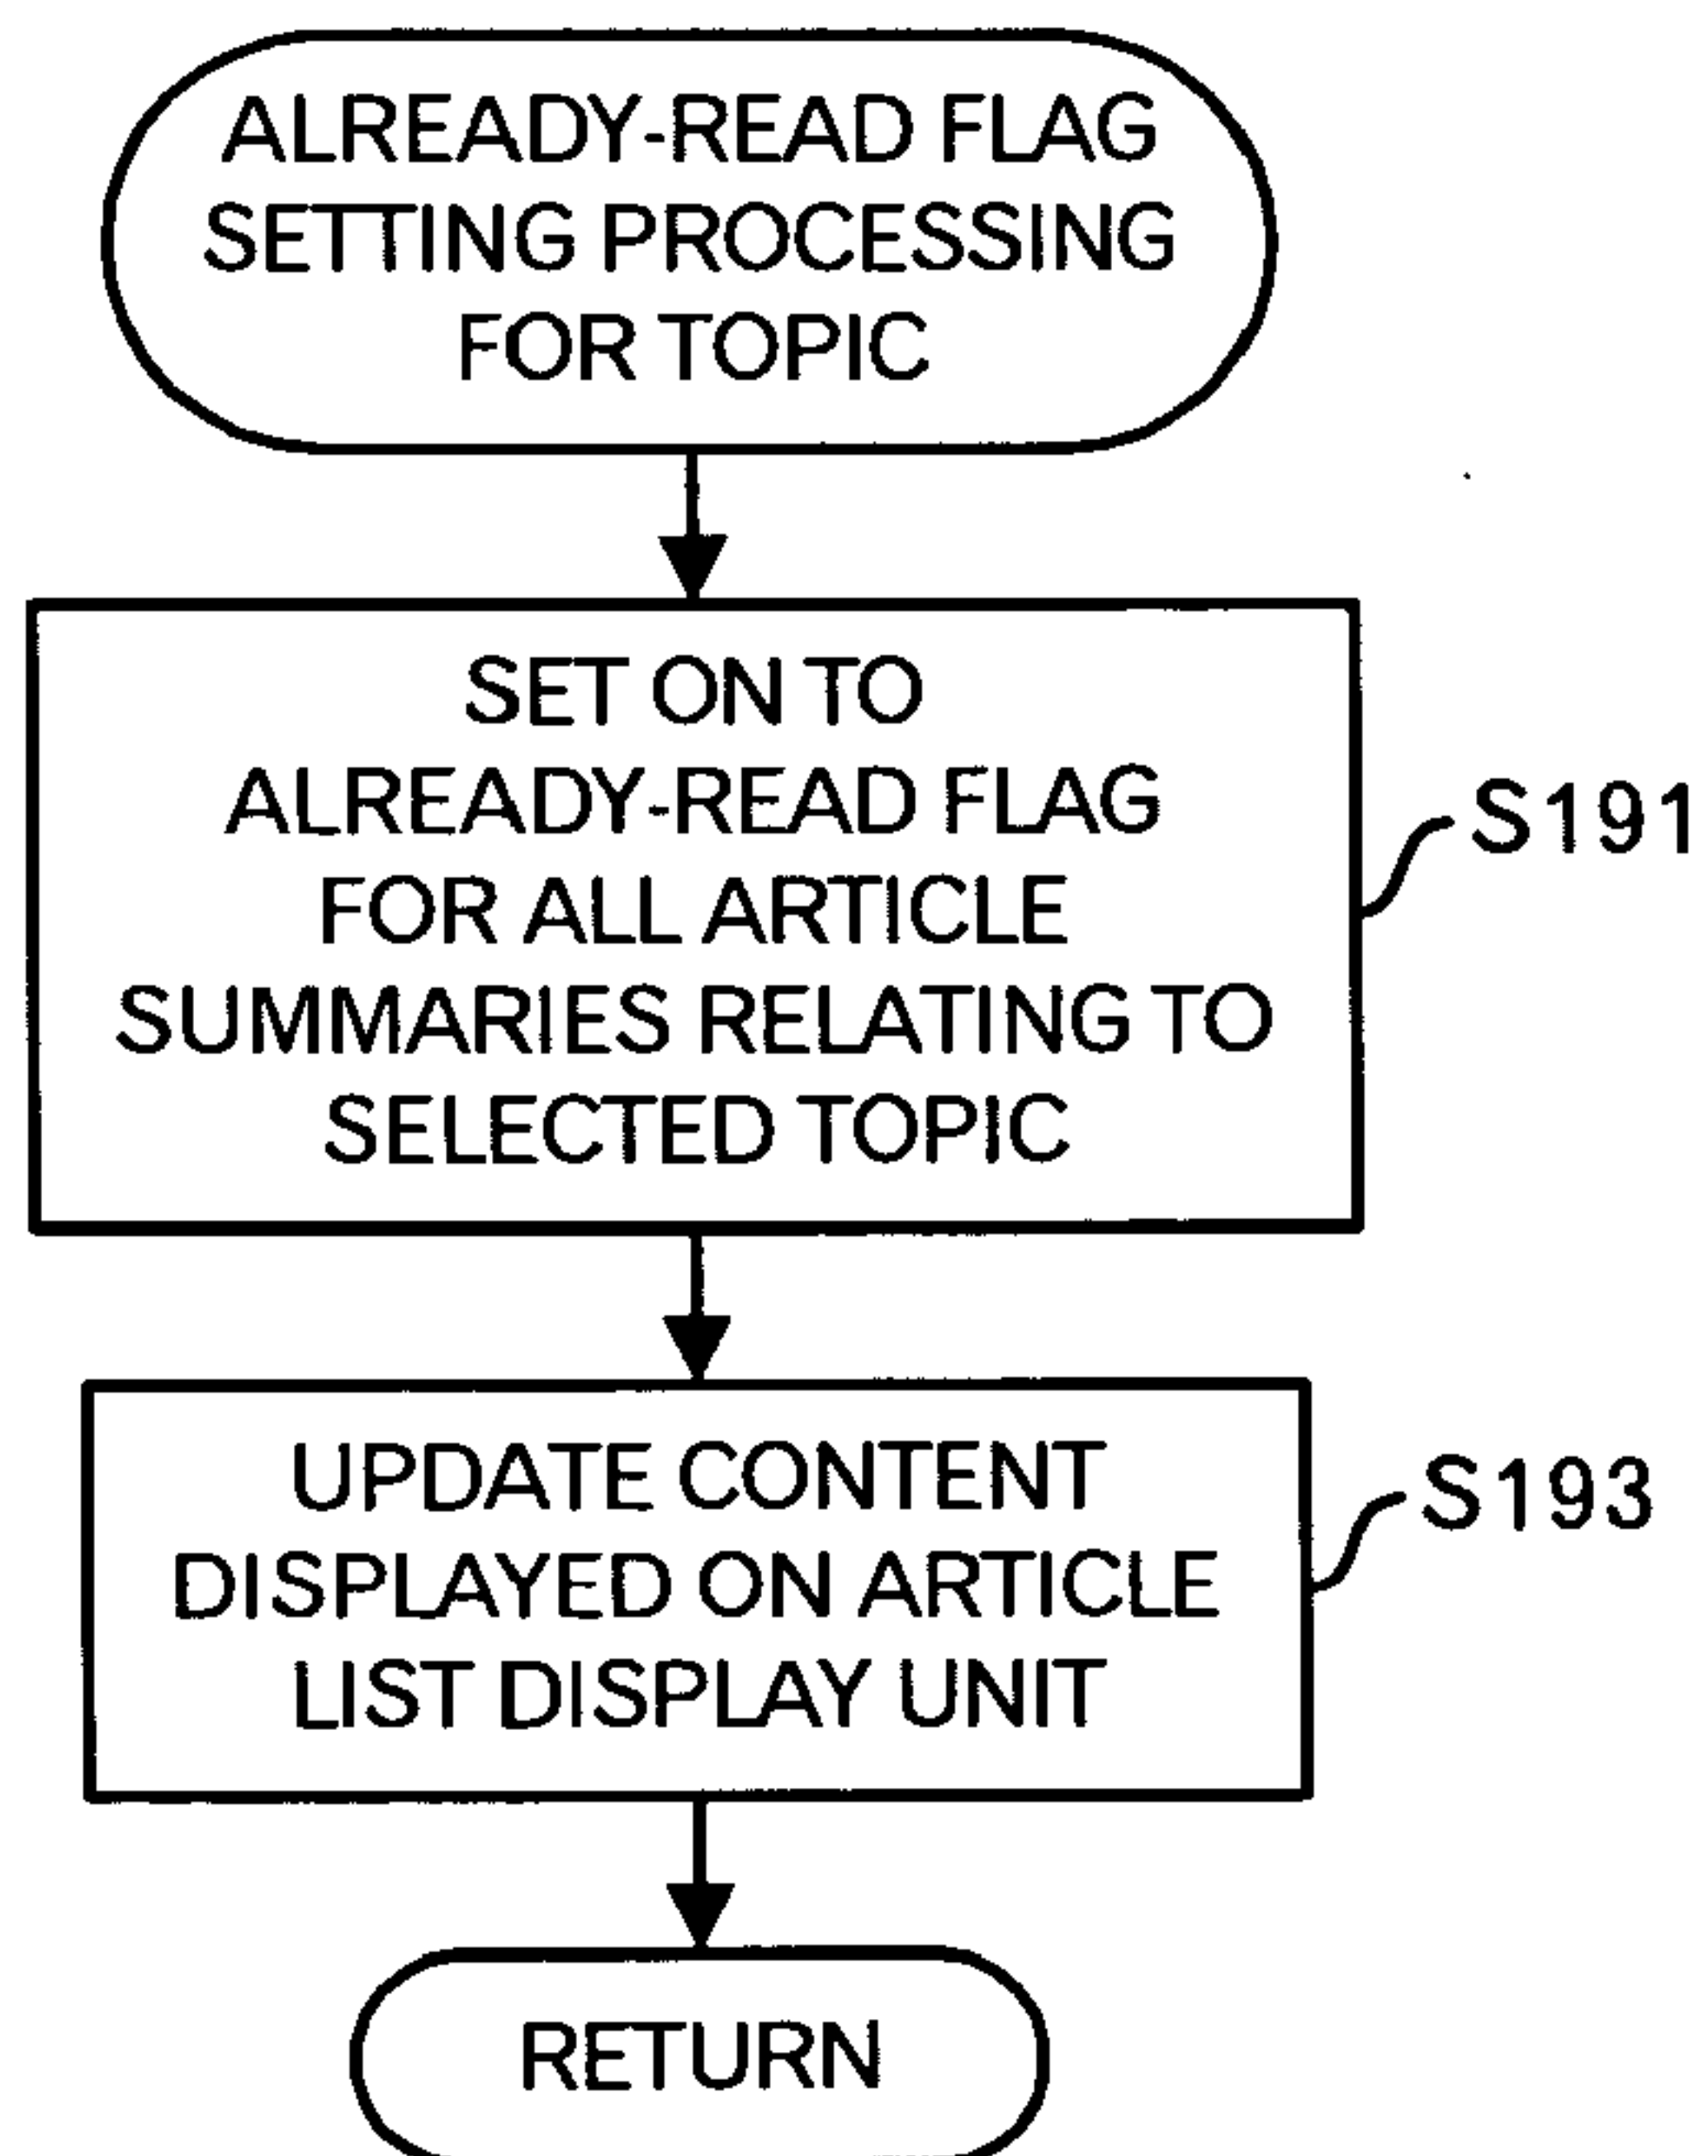 ALREADY-READ FLAG
SETTING PROCESSING
FOR TOPIC
SET ON TO
ALREADY-READ FLAG
FOR ALL ARTICLE
SUMMARIES RELATING TO
SELECTED TOPIC
S191
UPDATE CONTENT
DISPLAYED ON ARTICLE
LIST DISPLAY UNIT
S193
RETURN